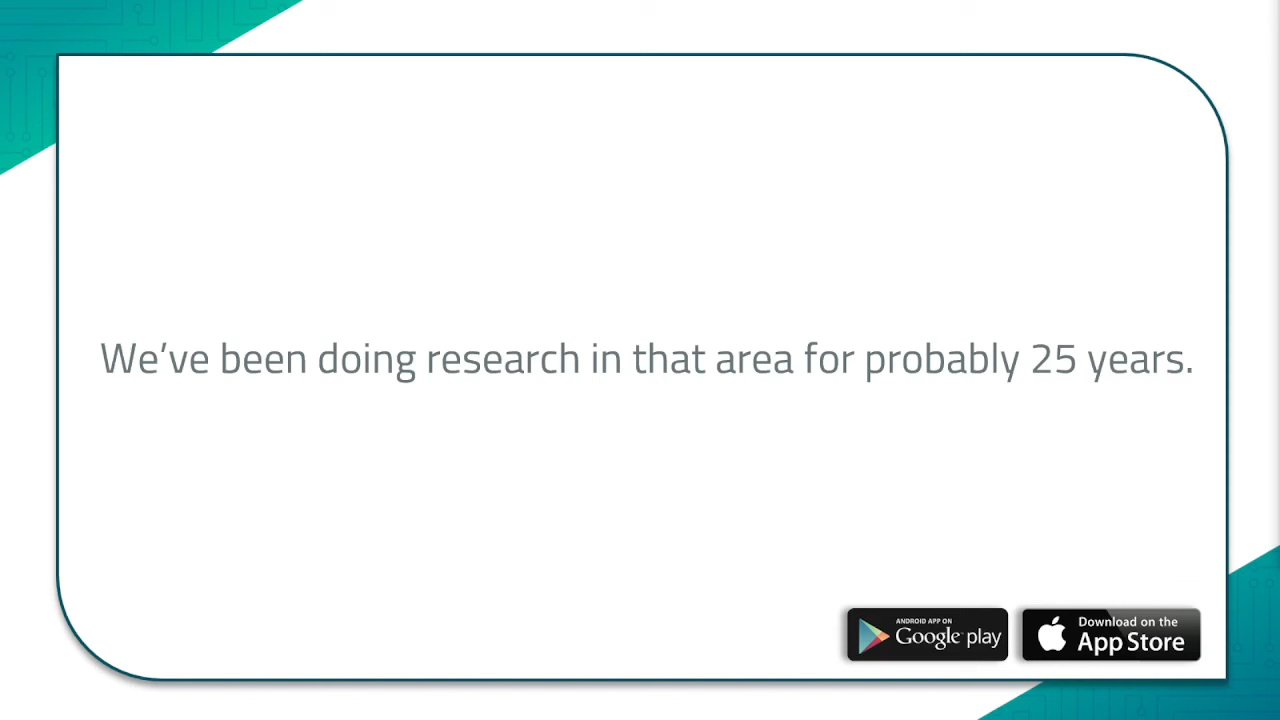 We’ve been doing research in that area for probably 25 years.
ANDROID APP ON
Google play
Download on the
App Store